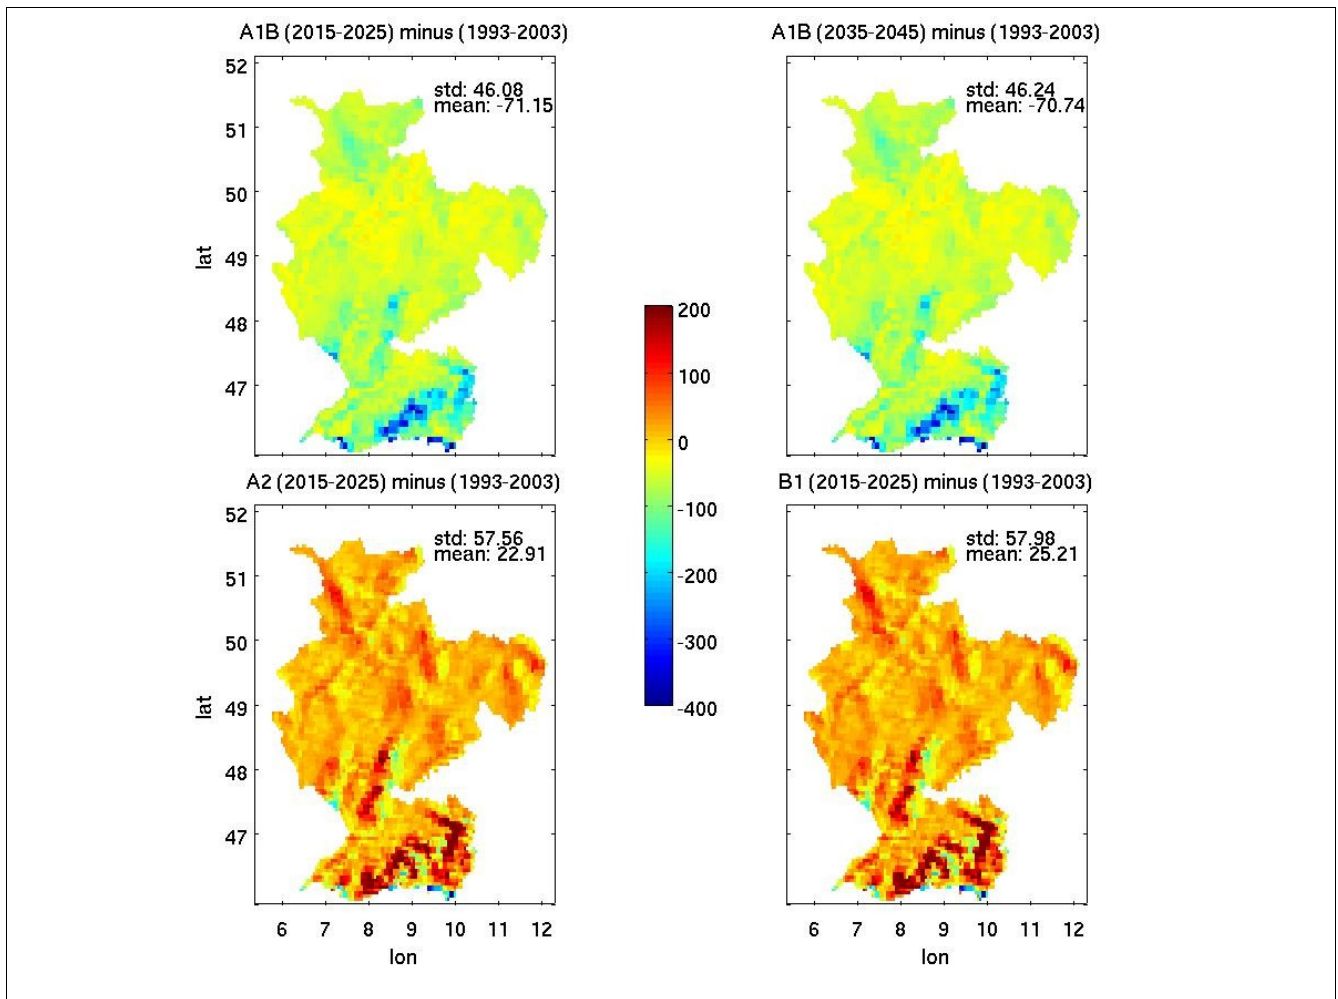 A1B (2015-2025) minus (1993-2003)
A1B (2035-2045) minus (1993-2003)
52
51
50
49
48
47
lat
std: 46.08
mean: -71.15
std: 46.24
mean: -70.74
200
100
0
-100
-200
-300
-400
A2 (2015-2025) minus (1993-2003)
B1 (2015-2025) minus (1993-2003)
52
51
50
49
48
47
lat
std: 57.56
mean: 22.91
std: 57.98
mean: 25.21
6 7 8 9 10 11 12
lon
6 7 8 9 10 11 12
lon